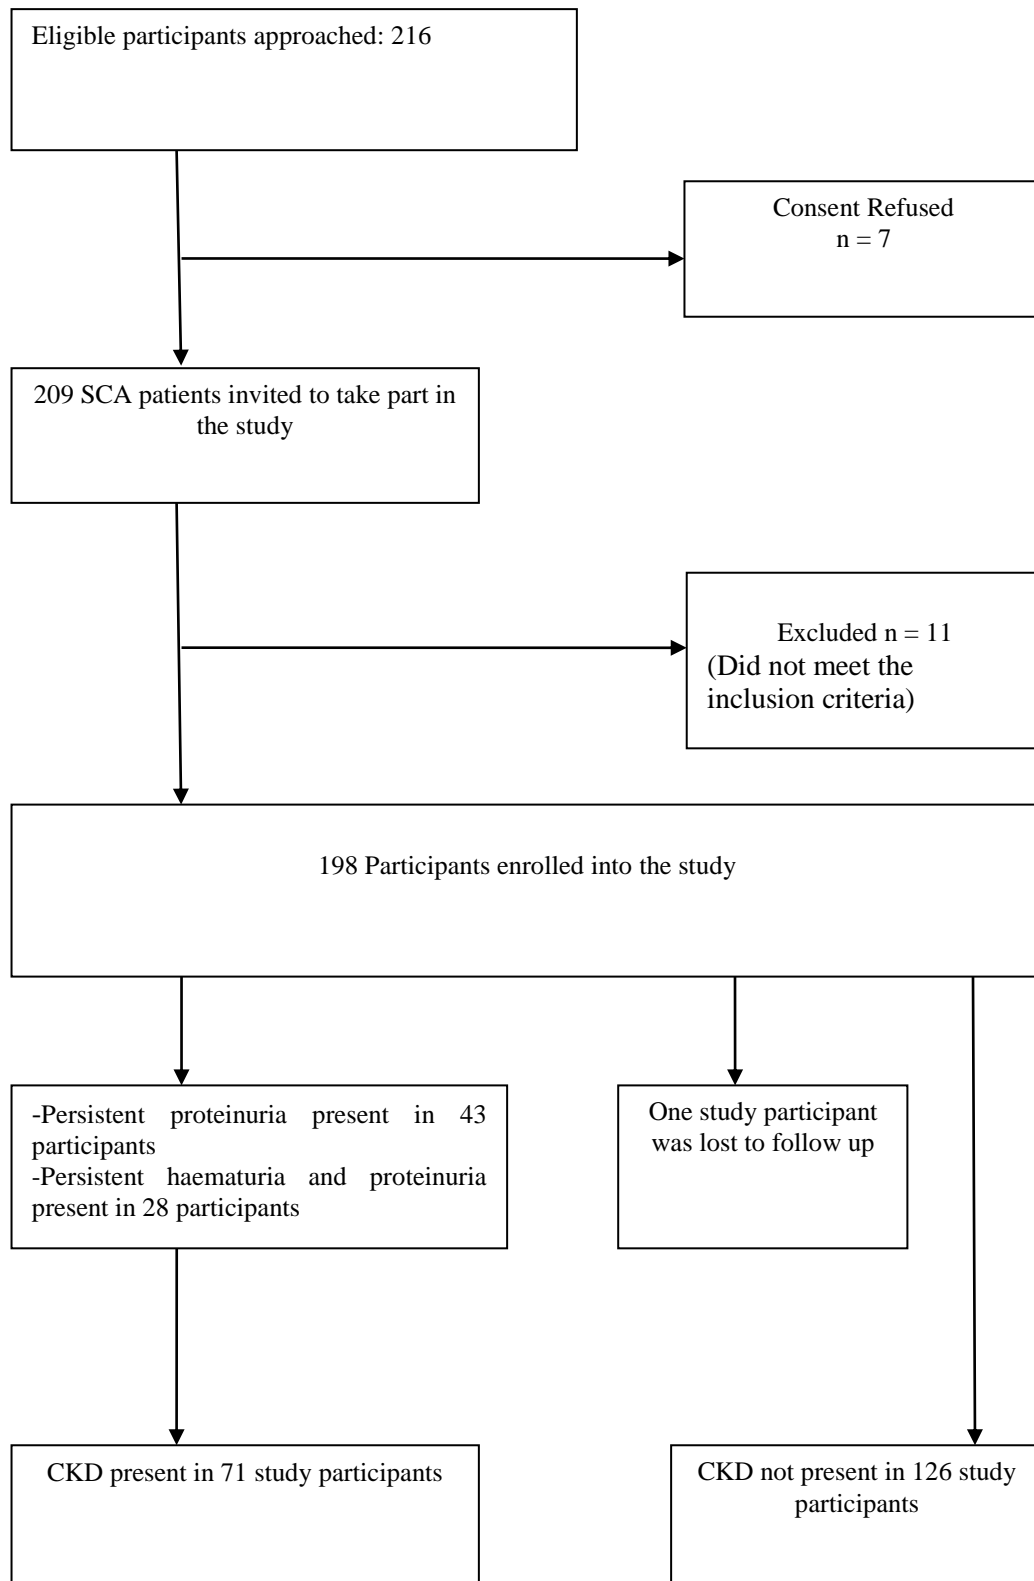 Eligible participants approached: 216
Consent Refused
n = 7
209 SCA patients invited to take part in
the study
Excluded n = 11
(Did not meet the
inclusion criteria)
198 Participants enrolled into the study
-Persistent proteinuria present in 43
participants
-Persistent haematuria and proteinuria
present in 28 participants
One study participant
was lost to follow up
CKD present in 71 study participants
CKD not present in 126 study
participants